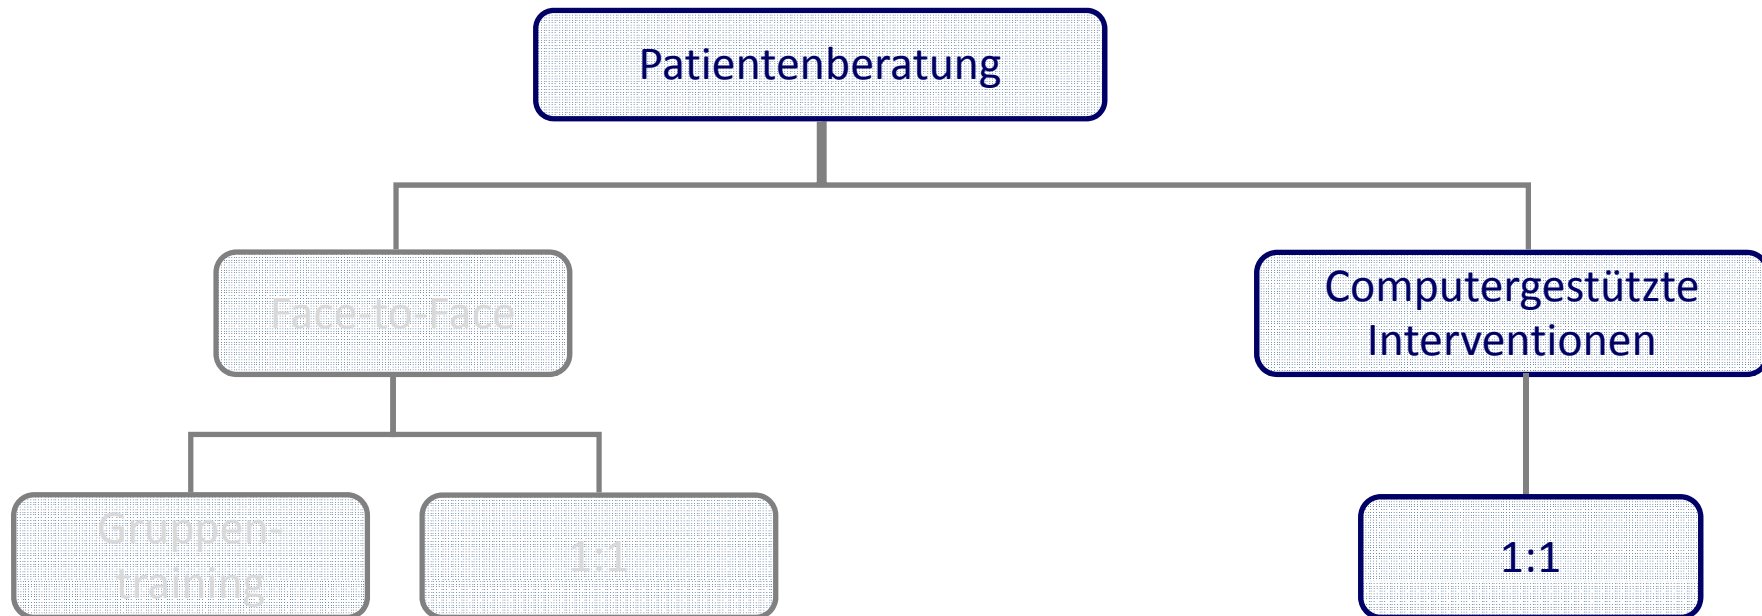 Patientenberatung
Face-to-Face
Computergestützte
Interventionen
Gruppen-
training
1:1
1:1